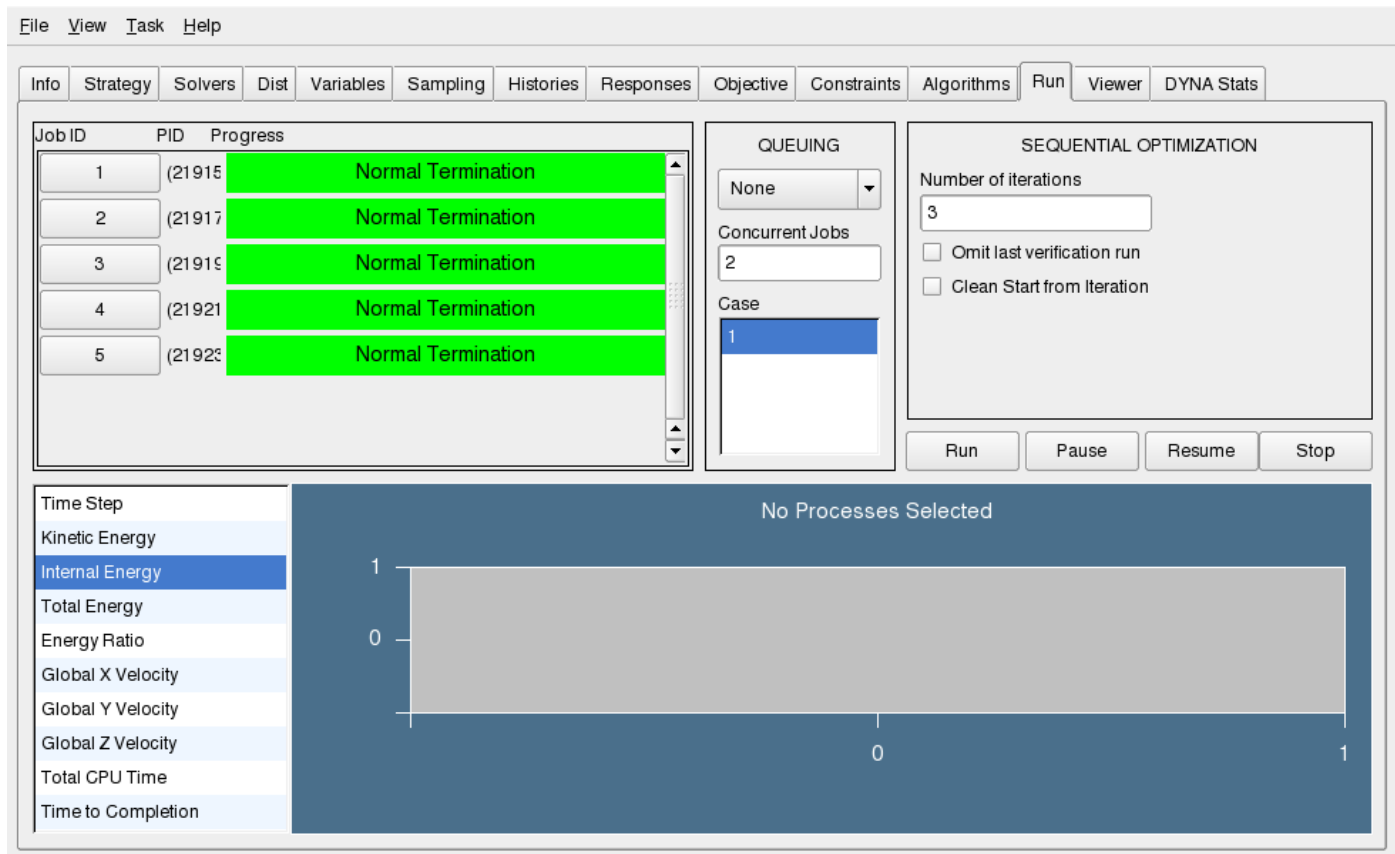 File View Task Help
Info Strategy Solvers Dist Variables Sampling Histories Responses Objective Constraints Algorithms Run Viewer DYNA Stats
Job ID PID Progress
1 (21915 Normal Termination
2 (21917 Normal Termination
3 (21919 Normal Termination
4 (21921 Normal Termination
5 (21923 Normal Termination
QUEUING
None
Concurrent Jobs
2
Case
1
SEQUENTIAL OPTIMIZATION
Number of iterations
3
Omit last verification run
Clean Start from Iteration
Run Pause Resume Stop
Time Step
Kinetic Energy
Internal Energy
Total Energy
Energy Ratio
Global X Velocity
Global Y Velocity
Global Z Velocity
Total CPU Time
Time to Completion
No Processes Selected
1
0
0 1